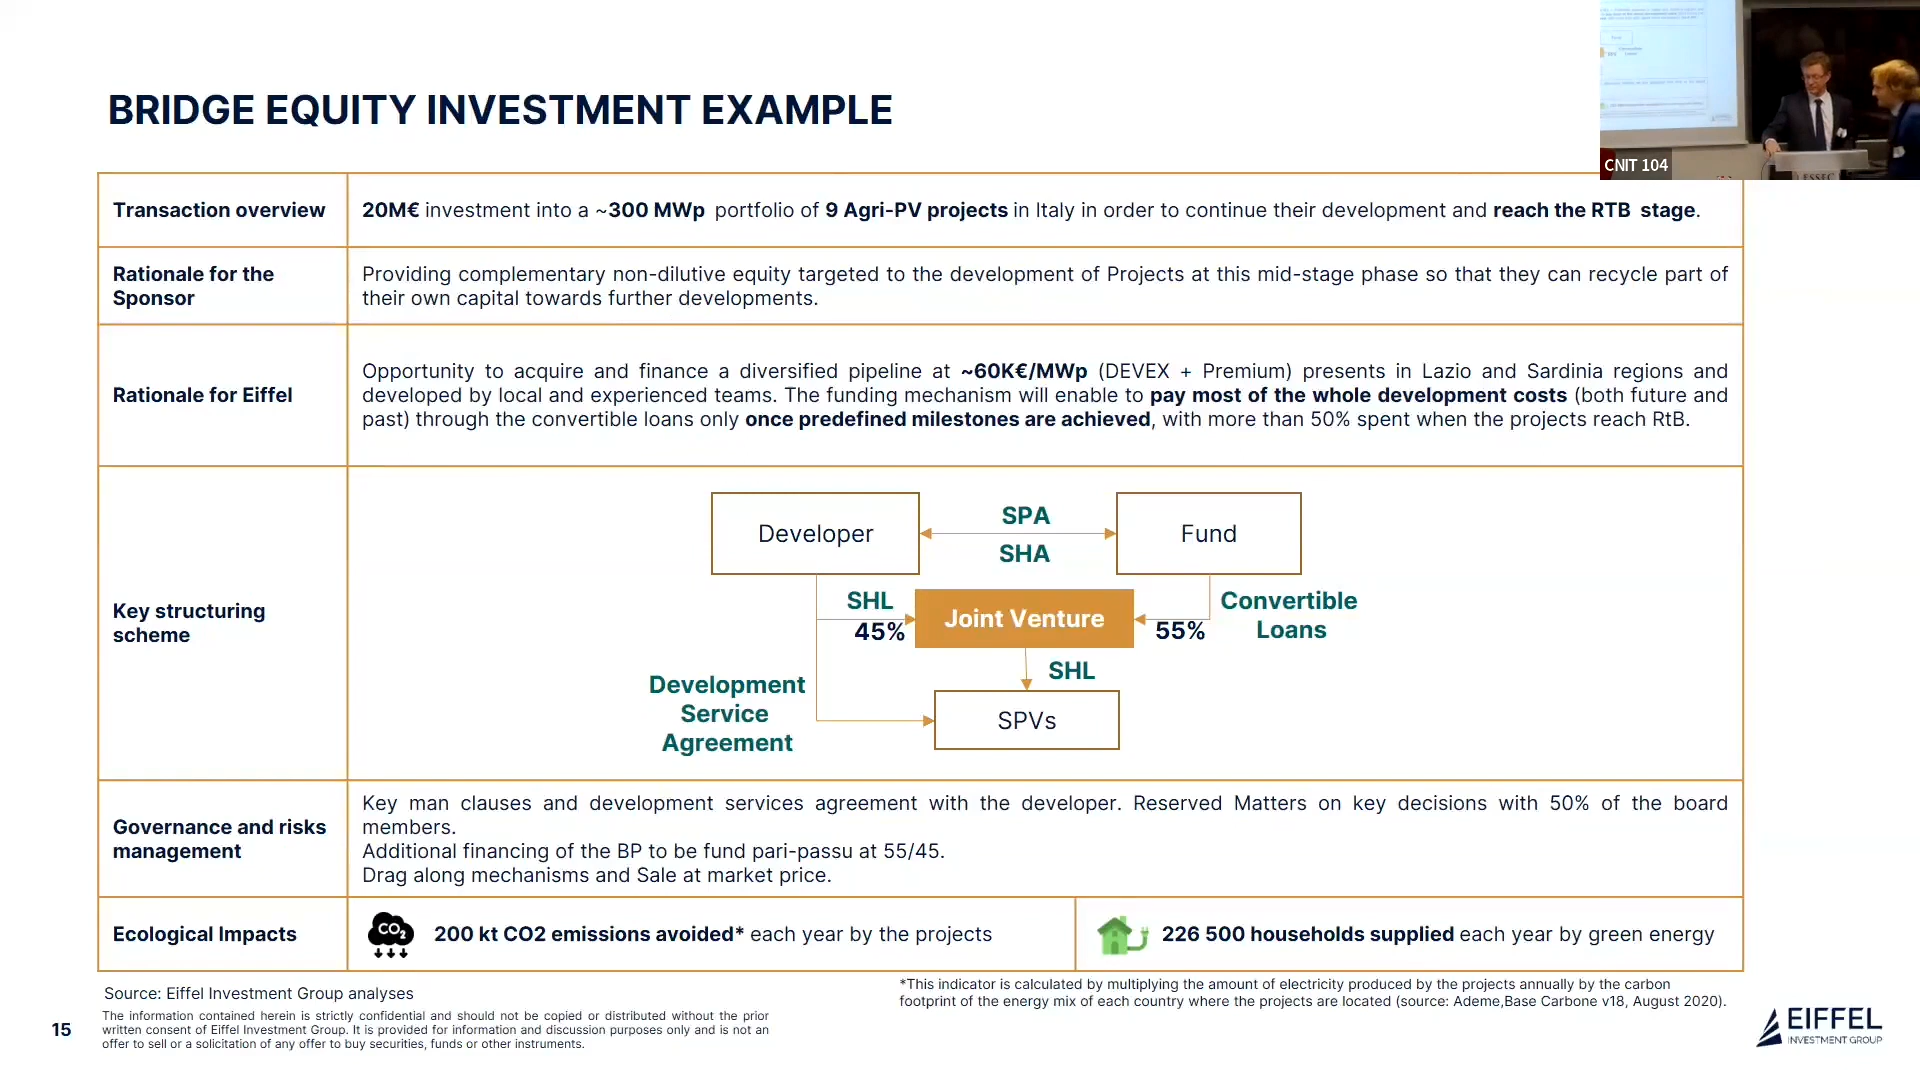 BRIDGE EQUITY INVESTMENT EXAMPLE
CNIT 104
Transaction overview
20M€ investment into a ~300 MWp portfolio of 9 Agri-PV projects in Italy in order to continue their development and reach the RTB stage.
Rationale for the
Sponsor
Providing complementary non-dilutive equity targeted to the development of Projects at this mid-stage phase so that they can recycle part of
their own capital towards further developments.
Rationale for Eiffel
Opportunity to acquire and finance a diversified pipeline at ~60K€/MWp (DEVEX + Premium) presents in Lazio and Sardinia regions and
developed by local and experienced teams. The funding mechanism will enable to pay most of the whole development costs (both future and
past) through the convertible loans only once predefined milestones are achieved, with more than 50% spent when the projects reach RtB.
Key structuring
scheme
Developer
SPA
SHA
Fund
SHL
45%
Joint Venture
55%
Convertible
Loans
SHL
Development
Service
Agreement
SPVs
Governance and risks
management
Key man clauses and development services agreement with the developer. Reserved Matters on key decisions with 50% of the board
members.
Additional financing of the BP to be fund pari-passu at 55/45.
Drag along mechanisms and Sale at market price.
Ecological Impacts
CO2
200 kt CO2 emissions avoided* each year by the projects
226 500 households supplied each year by green energy
Source: Eiffel Investment Group analyses
*This indicator is calculated by multiplying the amount of electricity produced by the projects annually by the carbon
footprint of the energy mix of each country where the projects are located (source: Ademe,Base Carbone v18, August 2020).
15
The information contained herein is strictly confidential and should not be copied or distributed without the prior
written consent of Eiffel Investment Group. It is provided for information and discussion purposes only and is not an
offer to sell or a solicitation of any offer to buy securities, funds or other instruments.
EIFFEL
INVESTMENT GROUP
ESSEC